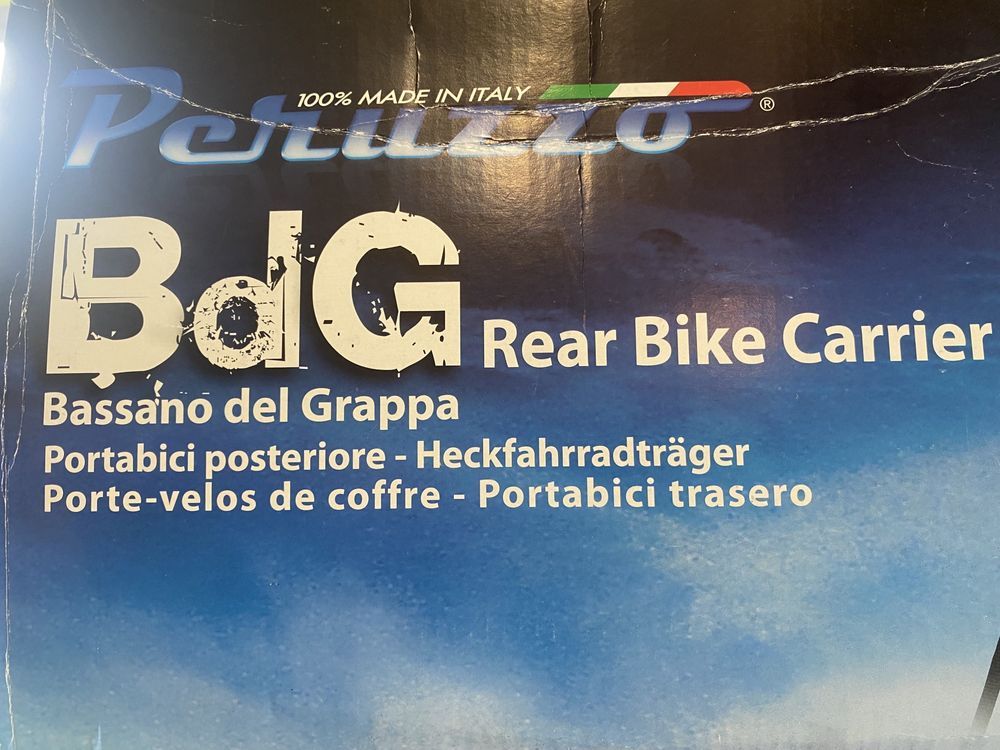 100% MADE IN ITALY
Peruzzo ®
BdG Rear Bike Carrier
Bassano del Grappa
Portabici posteriore - Heckfahrradträger
Porte-velos de coffre - Portabici trasero